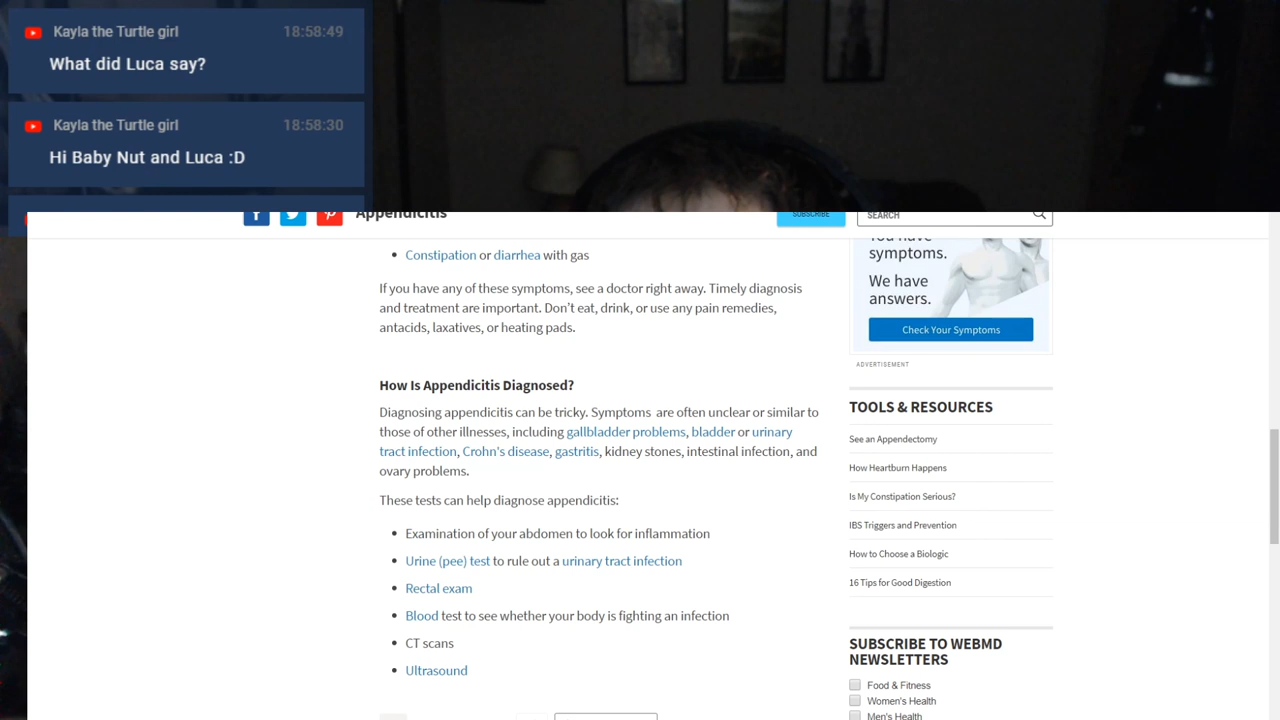 Kayla the Turtle girl 18:58:49
What did Luca say?
Kayla the Turtle girl 18:58:30
Hi Baby Nut and Luca :D
Appendicitis
SUBSCRIBE
SEARCH
Constipation or diarrhea with gas
If you have any of these symptoms, see a doctor right away. Timely diagnosis
and treatment are important. Don’t eat, drink, or use any pain remedies,
antacids, laxatives, or heating pads.
How Is Appendicitis Diagnosed?
Diagnosing appendicitis can be tricky. Symptoms are often unclear or similar to
those of other illnesses, including gallbladder problems, bladder or urinary
tract infection, Crohn's disease, gastritis, kidney stones, intestinal infection, and
ovary problems.
These tests can help diagnose appendicitis:
Examination of your abdomen to look for inflammation
Urine (pee) test to rule out a urinary tract infection
Rectal exam
Blood test to see whether your body is fighting an infection
CT scans
Ultrasound
You have
symptoms.
We have
answers.
Check Your Symptoms
ADVERTISEMENT
TOOLS & RESOURCES
See an Appendectomy
How Heartburn Happens
Is My Constipation Serious?
IBS Triggers and Prevention
How to Choose a Biologic
16 Tips for Good Digestion
SUBSCRIBE TO WEBMD
NEWSLETTERS
Food & Fitness
Women's Health
Men's Health